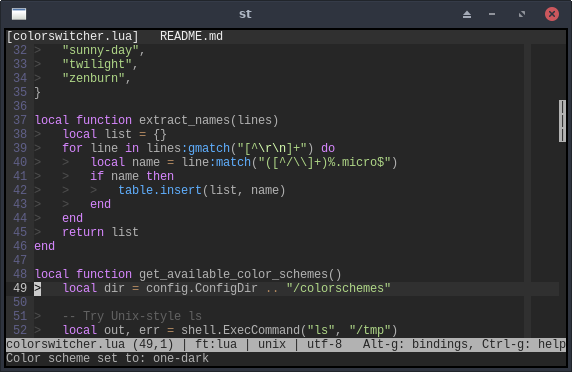 st
[colorswitcher.lua]   README.md
32 >   "sunny-day",
33 >   "twilight",
34 >   "zenburn",
35 }
36
37 local function extract_names(lines)
38 >   local list = {}
39 >   for line in lines:gmatch("[^\r\n]+") do
40 >   >   local name = line:match("([^/\\]+)%.micro$")
41 >   >   if name then
42 >   >   >   table.insert(list, name)
43 >   >   end
44 >   end
45 >   return list
46 end
47
48 local function get_available_color_schemes()
49 >   local dir = config.ConfigDir .. "/colorschemes"
50
51 >   -- Try Unix-style ls
52 >   local out, err = shell.ExecCommand("ls", "/tmp")
colorswitcher.lua (49,1) | ft:lua | unix | utf-8   Alt-g: bindings, Ctrl-g: help
Color scheme set to: one-dark